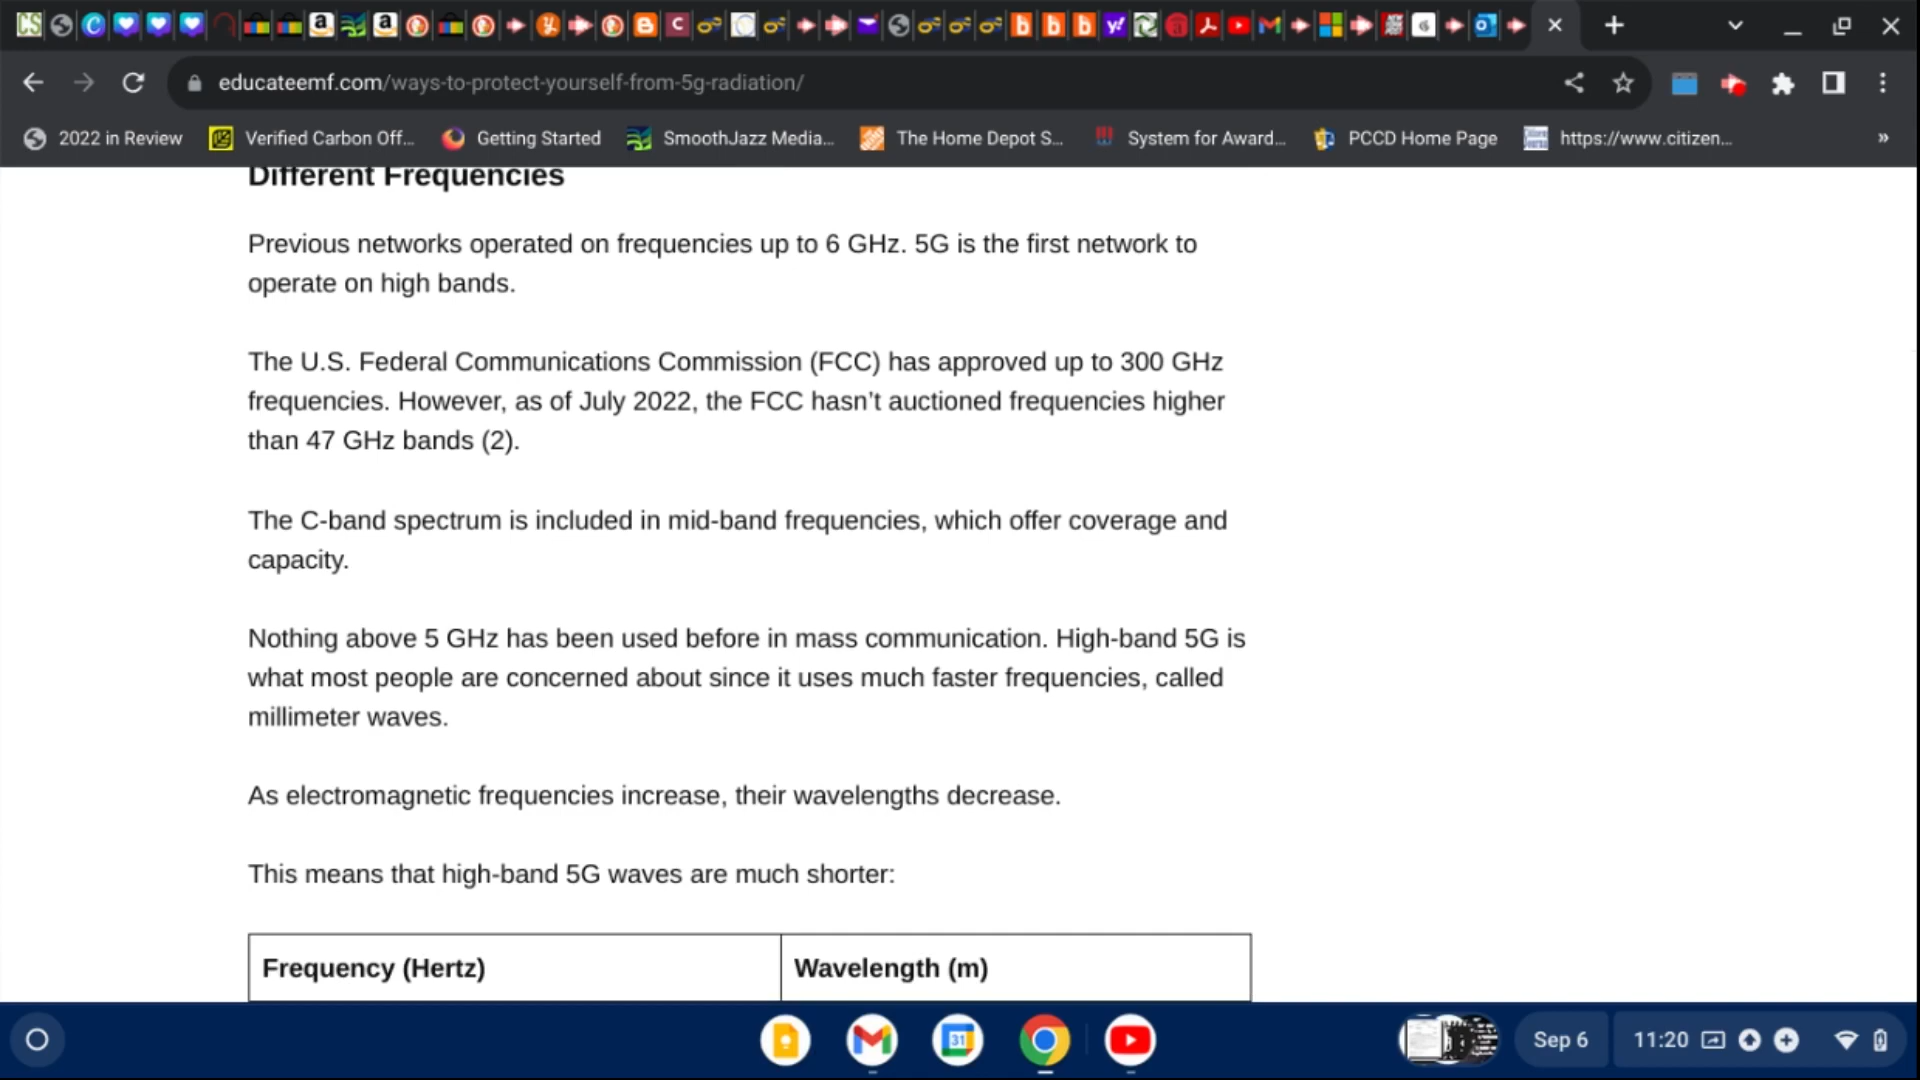 educateemf.com/ways-to-protect-yourself-from-5g-radiation/
2022 in Review Verified Carbon Off... Getting Started SmoothJazz Media... The Home Depot S... System for Award... PCCD Home Page https://www.citizen... »
Different Frequencies
Previous networks operated on frequencies up to 6 GHz. 5G is the first network to
operate on high bands.
The U.S. Federal Communications Commission (FCC) has approved up to 300 GHz
frequencies. However, as of July 2022, the FCC hasn’t auctioned frequencies higher
than 47 GHz bands (2).
The C-band spectrum is included in mid-band frequencies, which offer coverage and
capacity.
Nothing above 5 GHz has been used before in mass communication. High-band 5G is
what most people are concerned about since it uses much faster frequencies, called
millimeter waves.
As electromagnetic frequencies increase, their wavelengths decrease.
This means that high-band 5G waves are much shorter:
Frequency (Hertz) Wavelength (m)
31 Sep 6 11:20